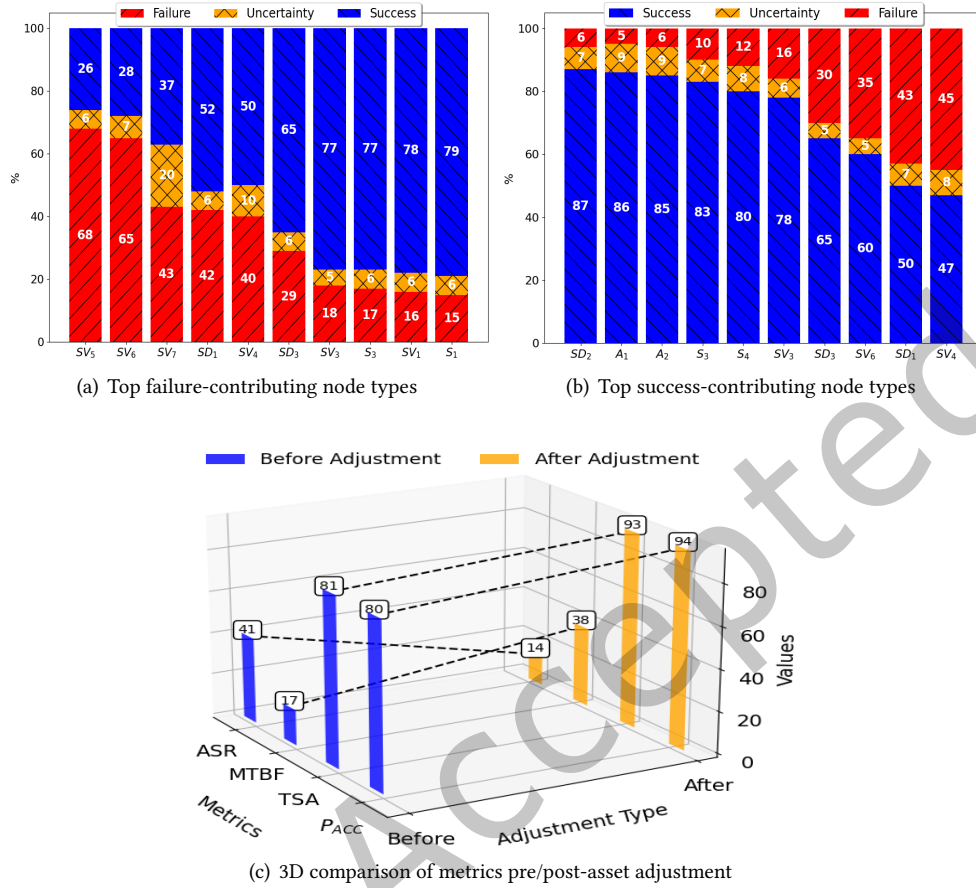 Failure Uncertainty Success
Success Uncertainty Failure
100
80
60
40
20
0
%
26 28 37 52 50 65 77 77 78 79
6 7 20 6 10 6 5 6 6 6
68 65 43 42 40 29 18 17 16 15
SV5 SV6 SV7 SD1 SV4 SD3 SV3 S3 SV1 S1
(a) Top failure-contributing node types
100
80
60
40
20
0
%
6 5 6 10 12 16 30 35 43 45
7 9 9 7 8 6 5 5 7 8
87 86 85 83 80 78 65 60 50 47
SD2 A1 A2 S3 S4 SV3 SD3 SV6 SD1 SV4
(b) Top success-contributing node types
Before Adjustment After Adjustment
41
17
81
80
14
38
93
94
80
60
40
20
0
Values
ASR
MTBF
TSA
PACC
Metrics
Before
After
Adjustment Type
(c) 3D comparison of metrics pre/post-asset adjustment
Accepted